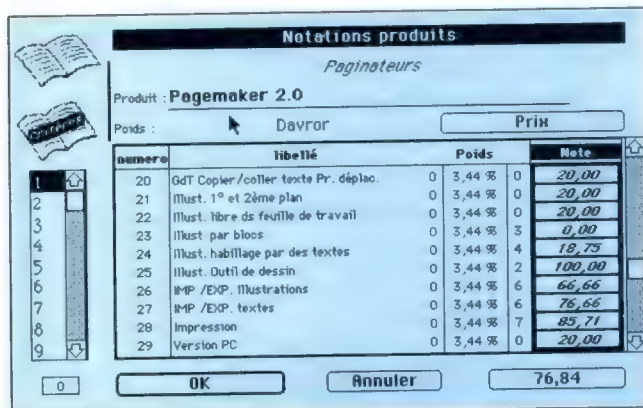 Notations produits
Paginateurs
Produit : Pagemaker 2.0
Poids : Davror Prix
numero libellé Poids Note
20 GdT Copier/coller texte Pr. déplac. 0 3,44 % 0 20,00
21 Illust. 1° et 2ème plan 0 3,44 % 0 20,00
22 Illust. libre ds feuille de travail 0 3,44 % 0 20,00
23 Illust par blocs 0 3,44 % 3 0,00
24 Illust. habillage par des textes 0 3,44 % 4 18,75
25 Illust. Outil de dessin 0 3,44 % 2 100,00
26 IMP /EXP. Illustrations 0 3,44 % 6 66,66
27 IMP /EXP. textes 0 3,44 % 6 76,66
28 Impression 0 3,44 % 7 85,71
29 Version PC 0 3,44 % 0 20,00
1
2
3
4
5
6
7
8
9
0 OK Annuler 76,84